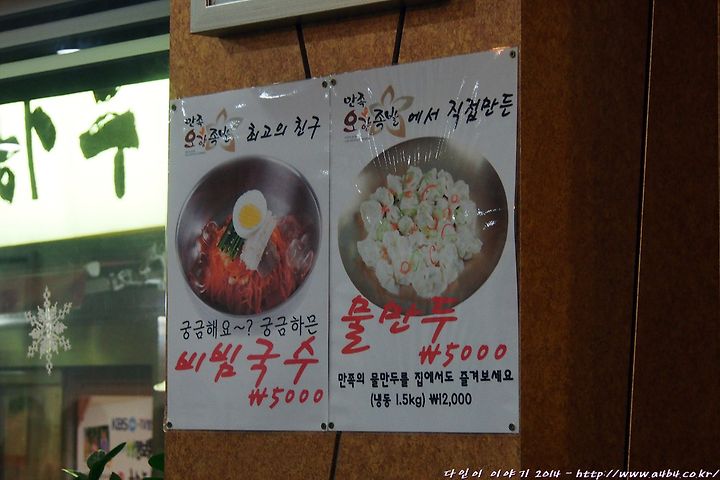 만족
오향족발 최고의 친구
궁금해요~? 궁금하믄
비빔국수
₩5000
만족
오향족발 에서 직접만든
물만두
₩5000
만족의 물만두를 집에서도 즐겨보세요
(냉동 1.5kg) ₩12,000
KBS
다인이 이야기 2014 - http://www.a4b4.co.kr/